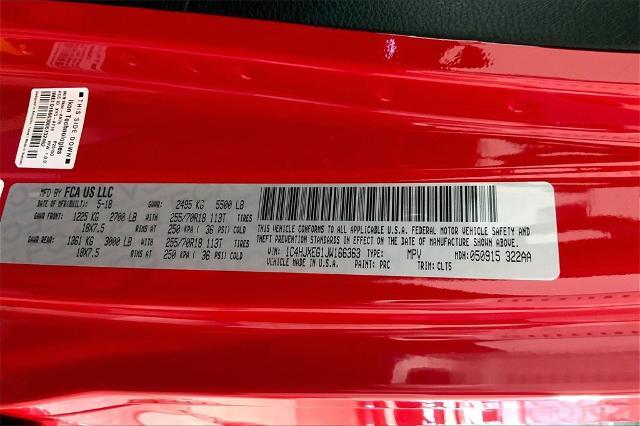 MFD BY FCA US LLC
DATE OF MFR(BUILT): 5-18 GVWR: 2495 KG 5500 LB
GAWR FRONT: 1225 KG 2700 LB WITH 255/70R18 113T
18X7.5 RIMS AT 250 KPA ( 36 PSI) COLD
GAWR REAR: 1361 KG 3000 LB WITH 255/70R18 113T
18X7.5 RIMS AT 250 KPA ( 36 PSI) COLD
THIS VEHICLE CONFORMS TO ALL APPLICABLE U.S.A. FEDERAL MOTOR VEHICLE SAFETY AND
THEFT PREVENTION STANDARDS IN EFFECT ON THE DATE OF MANUFACTURE SHOWN ABOVE.
VIN: 1C4HJXEG1JW166363 TYPE: MPV MDH: 050915 322AA
VEHICLE MADE IN U.S.A. PAINT: PRC TRIM: CLT5
THIS SIDE DOWN
Ikon Technologies